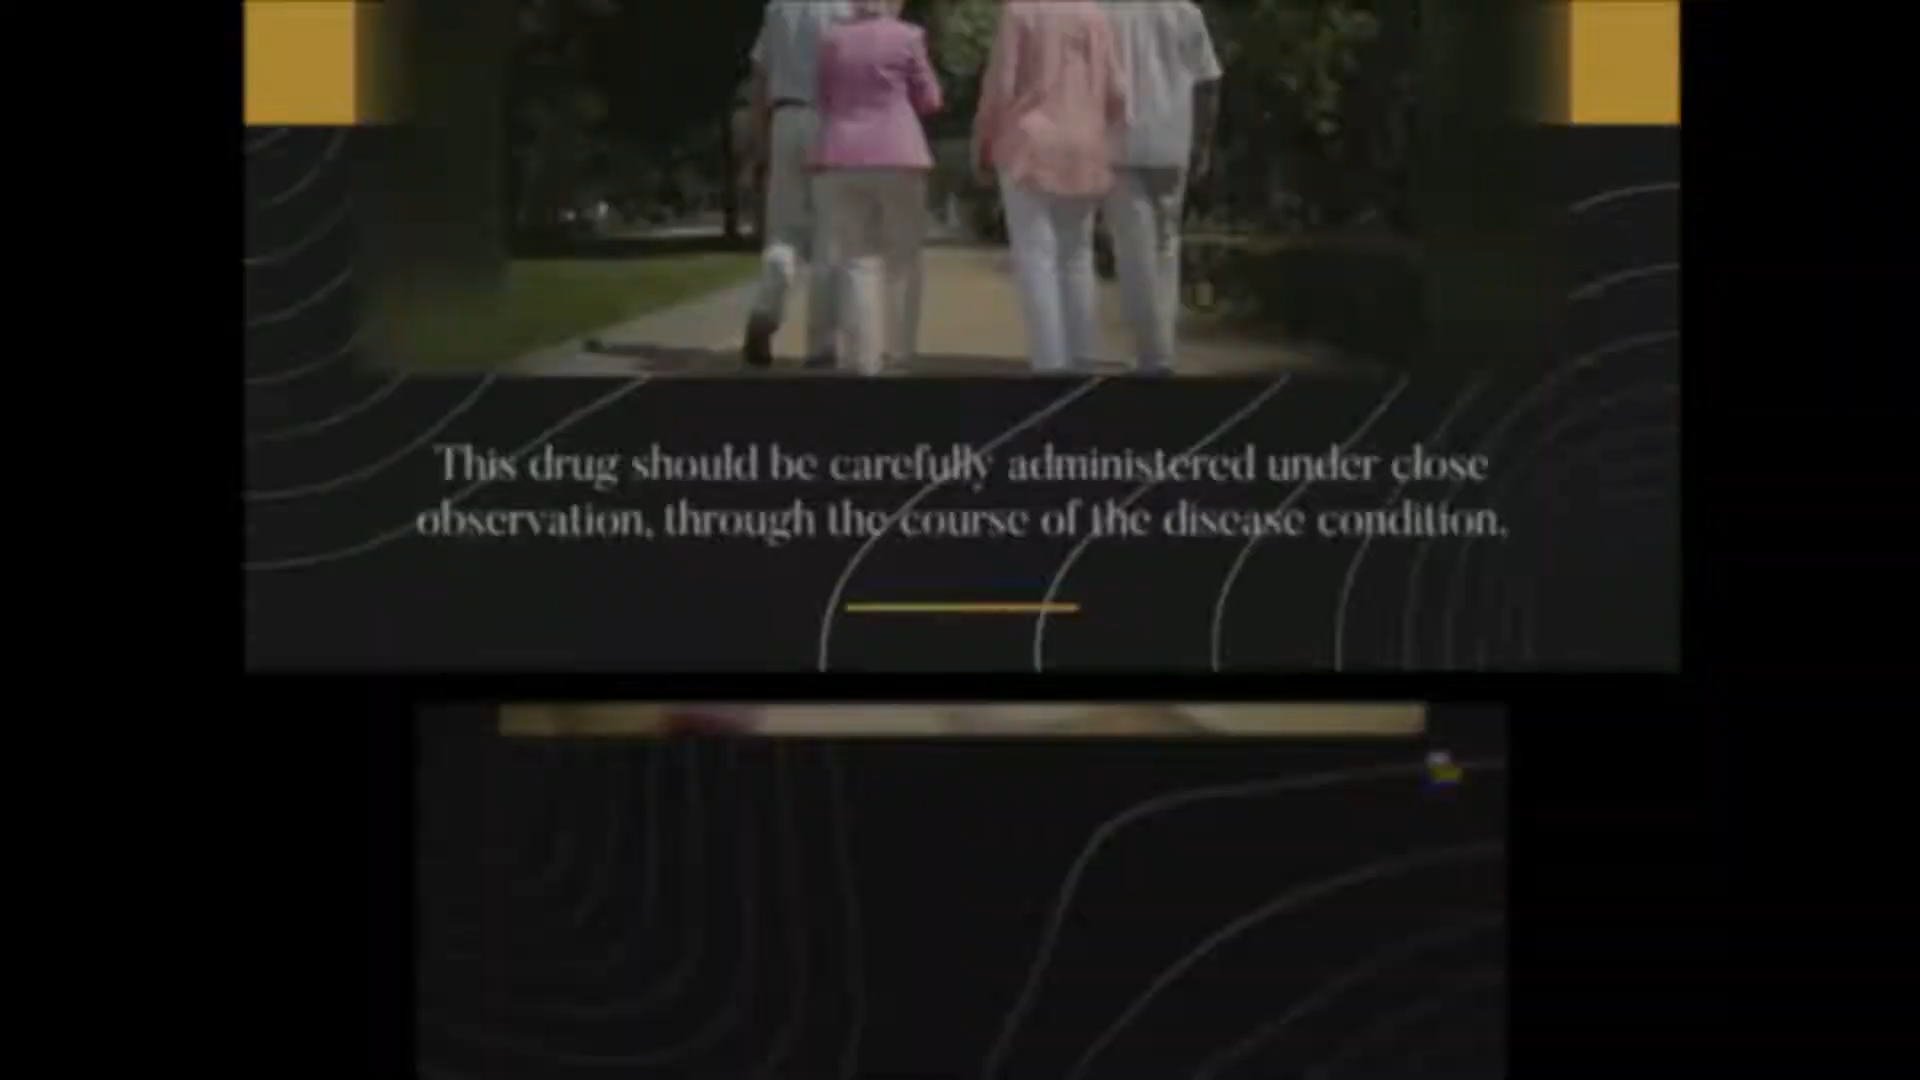 This drug should be carefully administered under close
observation, through the course of the disease condition.